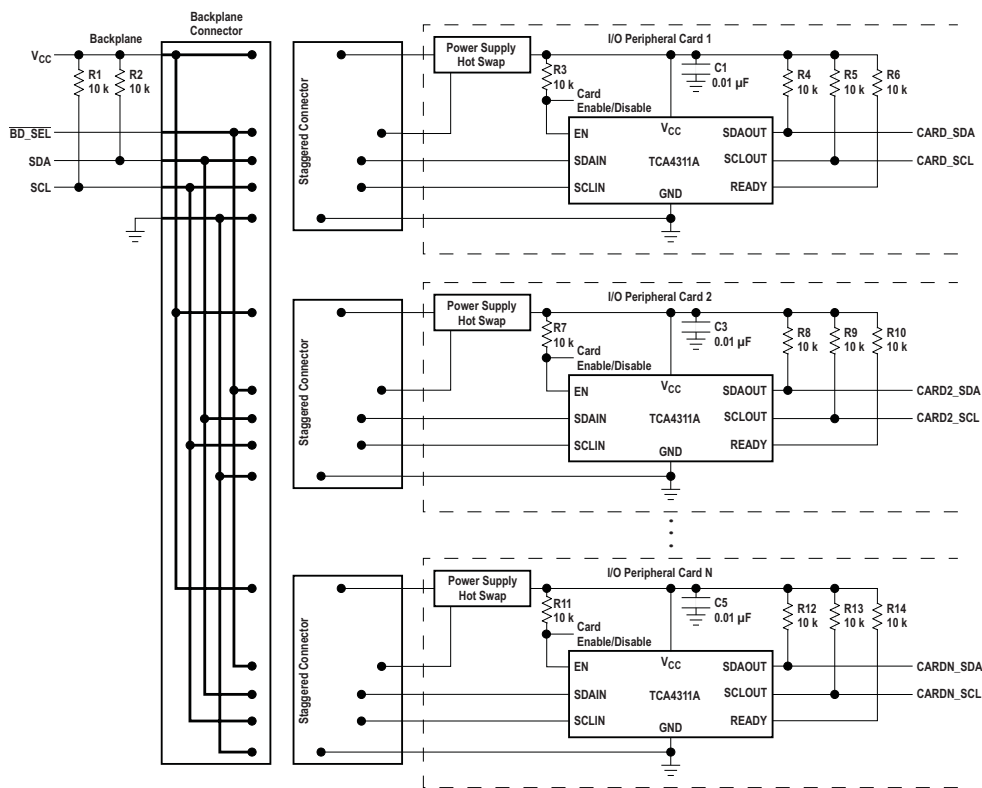 Backplane
Connector
Backplane
VCC
R1
10 k
R2
10 k
BD_SEL
SDA
SCL
Staggered Connector
Power Supply
Hot Swap
I/O Peripheral Card 1
R3
10 k
Card
Enable/Disable
C1
0.01 µF
R4
10 k
R5
10 k
R6
10 k
EN
VCC
SDAOUT
SDAIN
TCA4311A
SCLOUT
SCLIN
GND
READY
CARD_SDA
CARD_SCL
Staggered Connector
Power Supply
Hot Swap
I/O Peripheral Card 2
R7
10 k
Card
Enable/Disable
C3
0.01 µF
R8
10 k
R9
10 k
R10
10 k
EN
VCC
SDAOUT
SDAIN
TCA4311A
SCLOUT
SCLIN
GND
READY
CARD2_SDA
CARD2_SCL
Staggered Connector
Power Supply
Hot Swap
I/O Peripheral Card N
R11
10 k
Card
Enable/Disable
C5
0.01 µF
R12
10 k
R13
10 k
R14
10 k
EN
VCC
SDAOUT
SDAIN
TCA4311A
SCLOUT
SCLIN
GND
READY
CARDN_SDA
CARDN_SCL